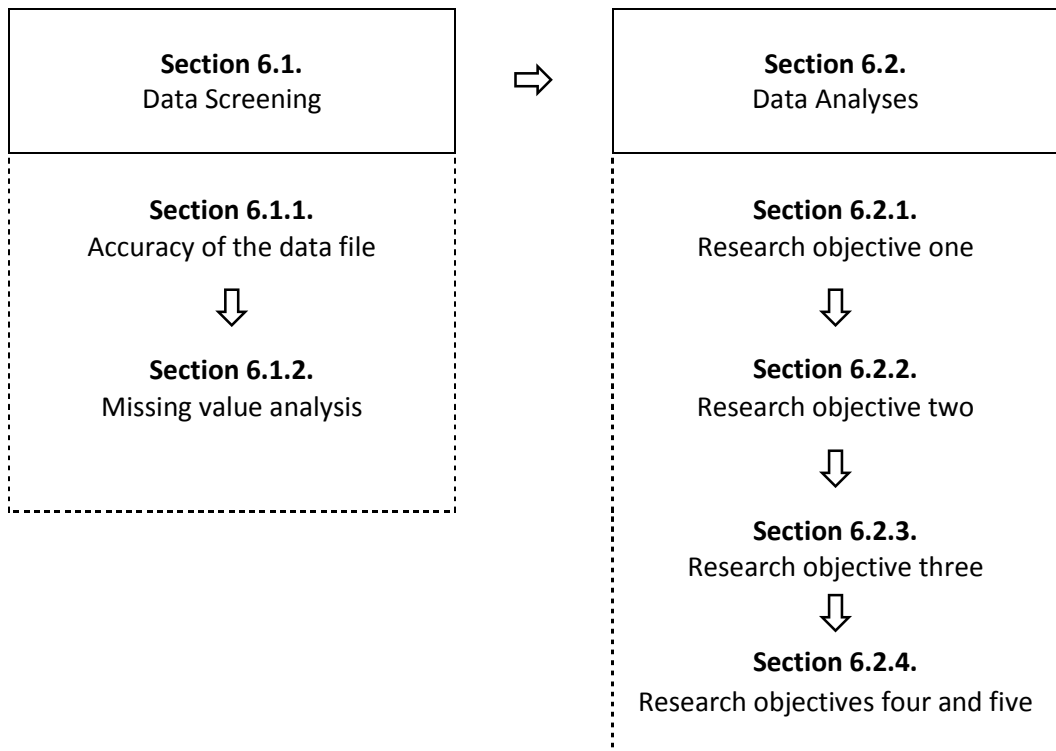 Section 6.1.
Data Screening
Section 6.1.1.
Accuracy of the data file
Section 6.1.2.
Missing value analysis
Section 6.2.
Data Analyses
Section 6.2.1.
Research objective one
Section 6.2.2.
Research objective two
Section 6.2.3.
Research objective three
Section 6.2.4.
Research objectives four and five